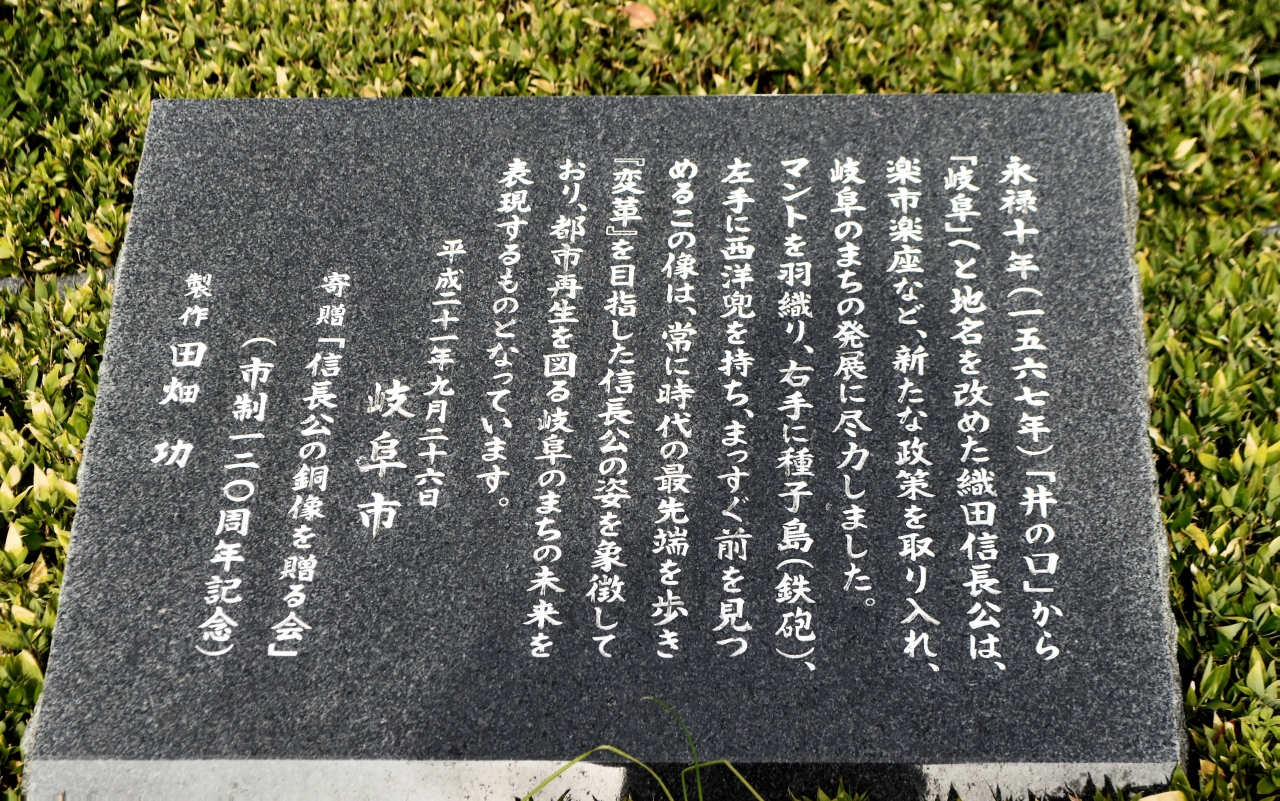 永禄十年（一五六七年）「井の口」から
「岐阜」へと地名を改めた織田信長公は、
楽市楽座など、新たな政策を取り入れ、
岐阜のまちの発展に尽力しました。
マントを羽織り、右手に種子島（鉄砲）、
左手に西洋兜を持ち、まっすぐ前を見つ
めるこの像は、常に時代の最先端を歩き
『変革』を目指した信長公の姿を象徴して
おり、都市再生を図る岐阜のまちの未来を
表現するものとなっています。
平成二十一年九月二十六日
岐阜市
寄贈「信長公の銅像を贈る会」
（市制一二〇周年記念）
製作 田畑 功